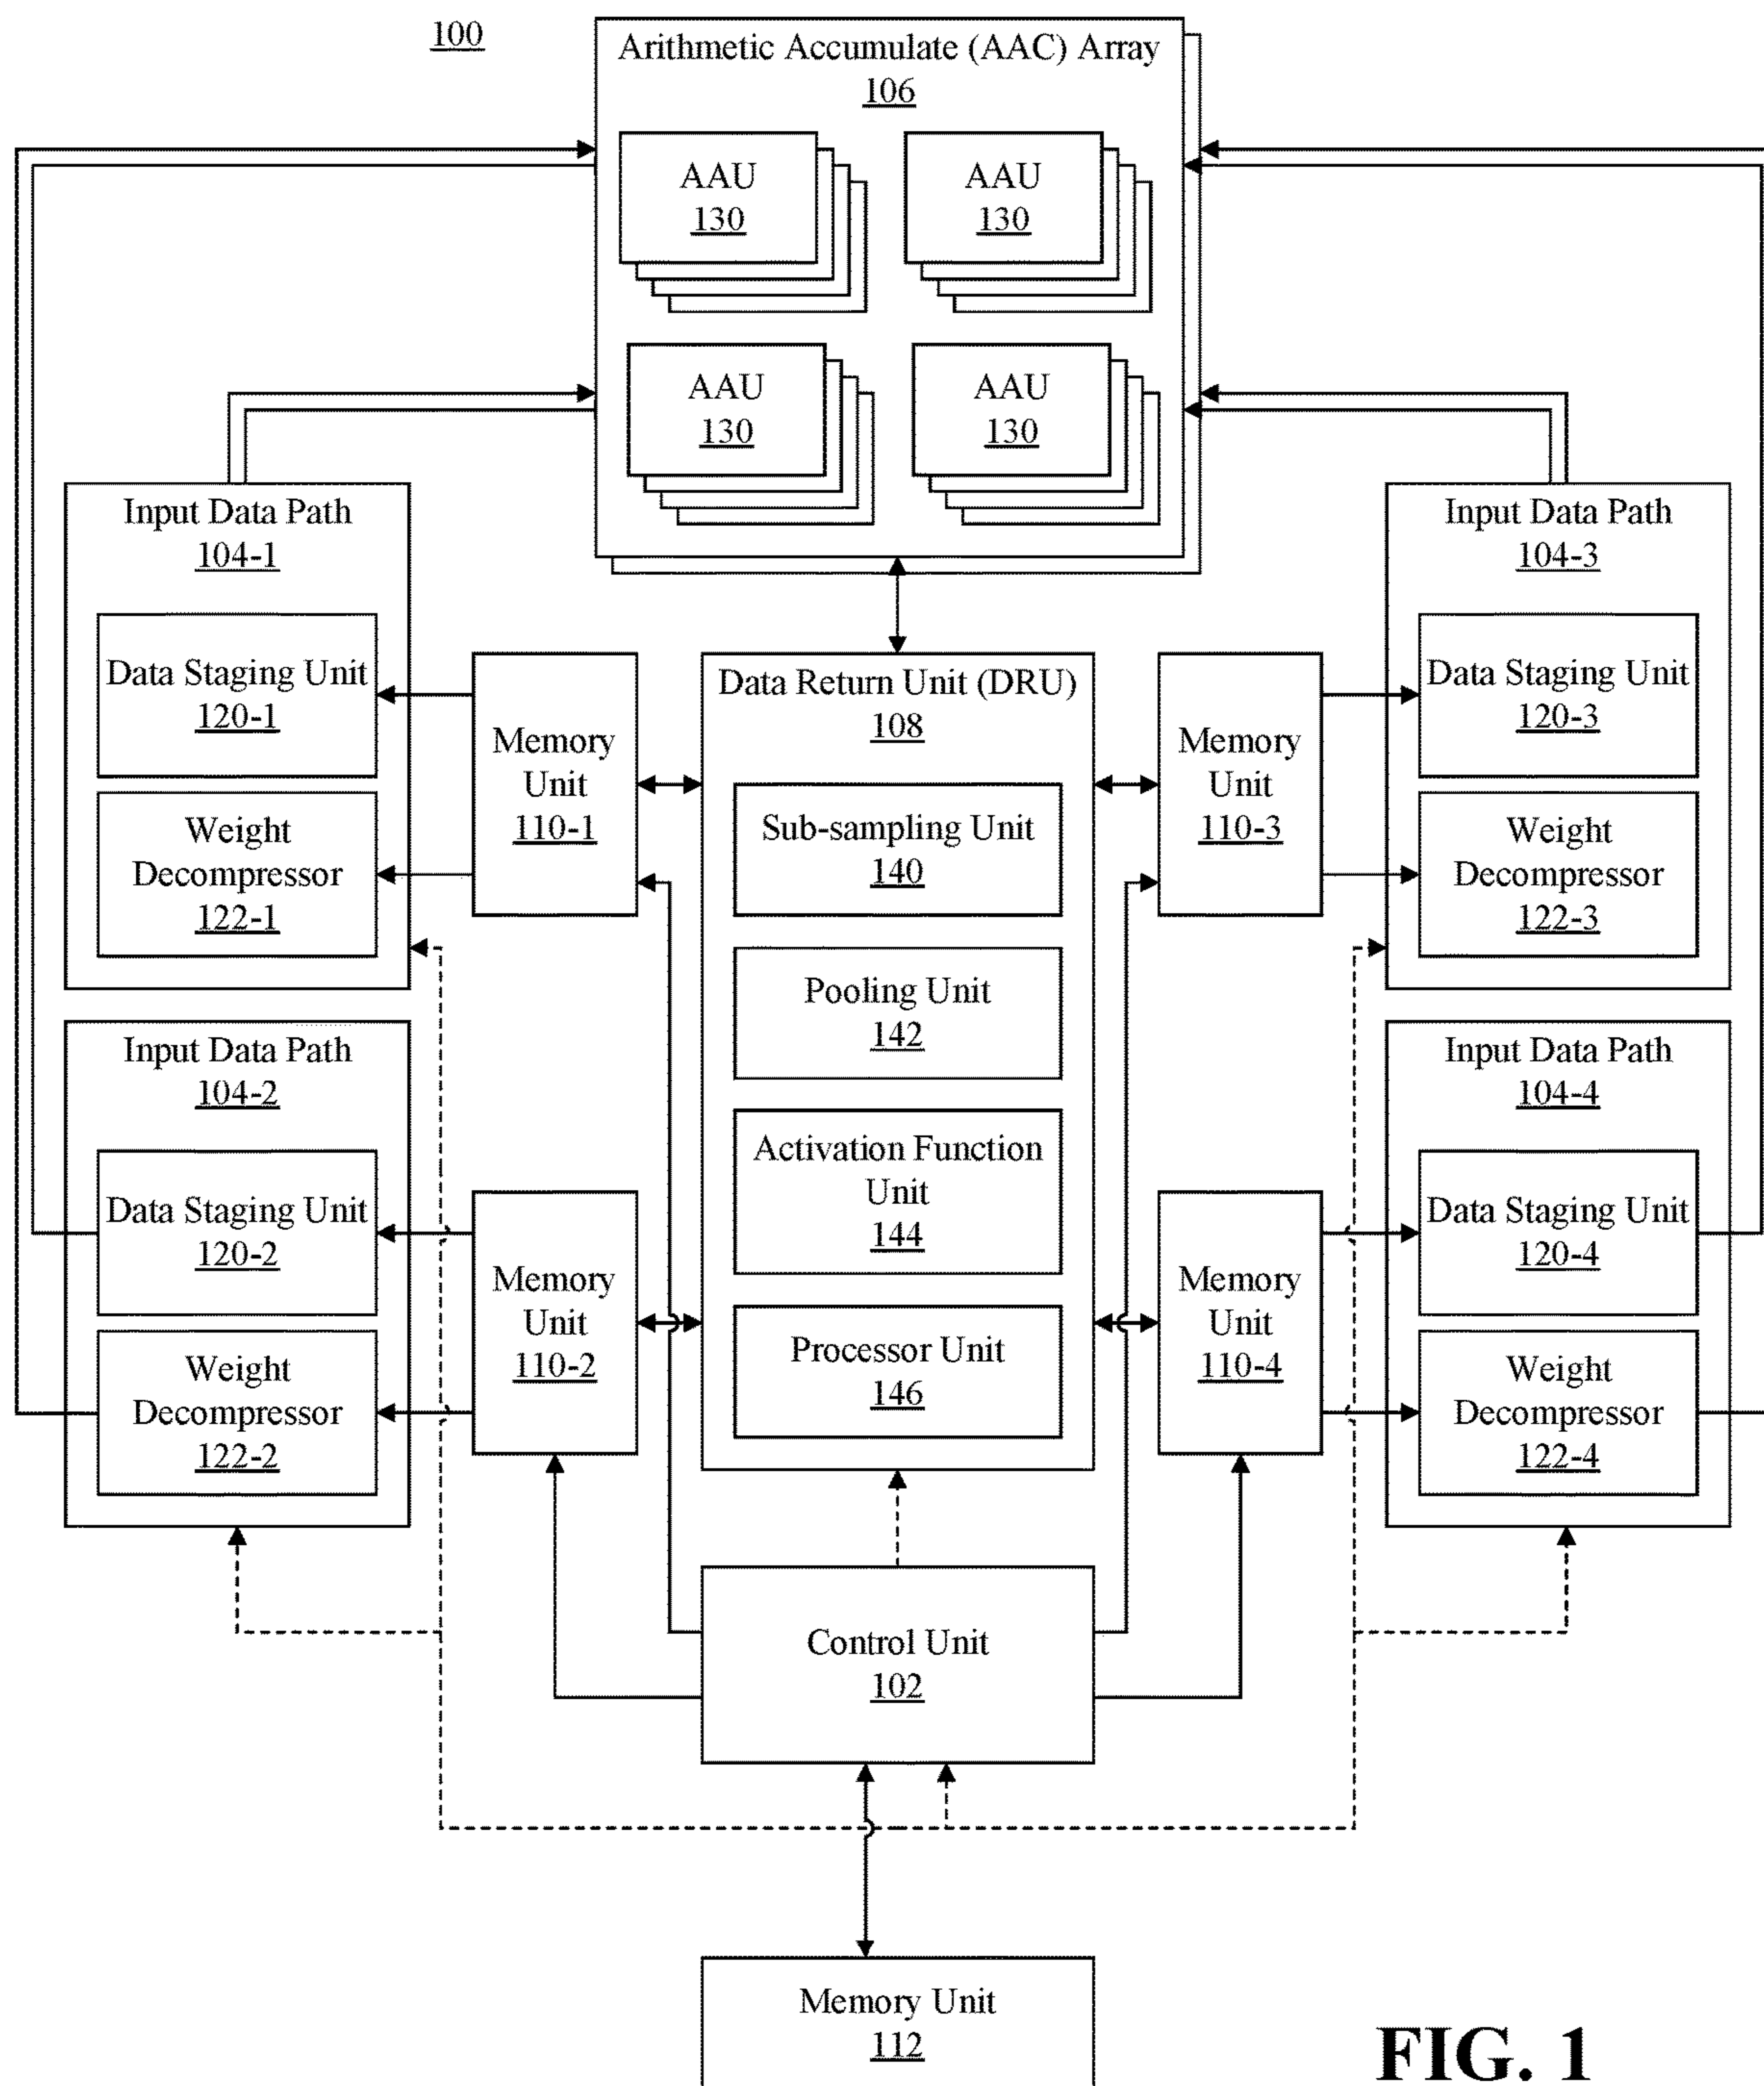 100
Arithmetic Accumulate (AAC) Array
106
AAU
130
AAU
130
AAU
130
AAU
130
Input Data Path
104-1
Data Staging Unit
120-1
Weight
Decompressor
122-1
Input Data Path
104-2
Data Staging Unit
120-2
Weight
Decompressor
122-2
Memory
Unit
110-1
Memory
Unit
110-2
Data Return Unit (DRU)
108
Sub-sampling Unit
140
Pooling Unit
142
Activation Function
Unit
144
Processor Unit
146
Memory
Unit
110-3
Memory
Unit
110-4
Input Data Path
104-3
Data Staging Unit
120-3
Weight
Decompressor
122-3
Input Data Path
104-4
Data Staging Unit
120-4
Weight
Decompressor
122-4
Control Unit
102
Memory Unit
112
FIG. 1